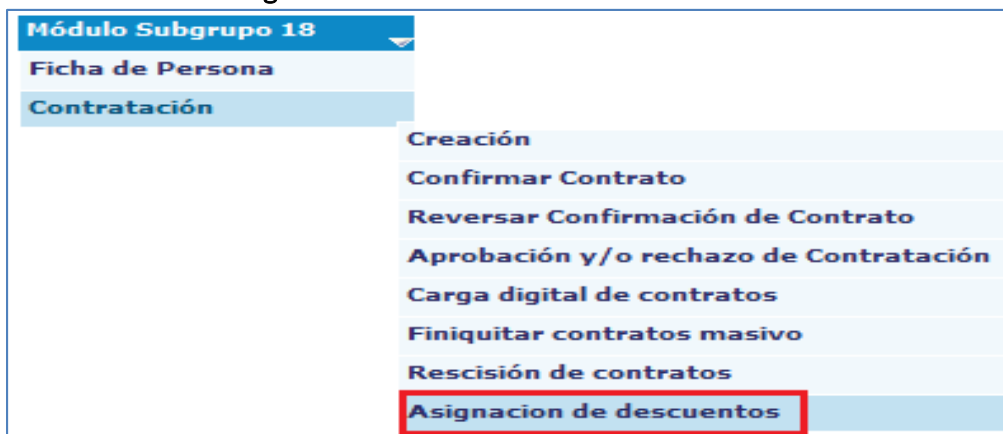 Módulo Subgrupo 18
Ficha de Persona
Contratación
Creación
Confirmar Contrato
Reversar Confirmación de Contrato
Aprobación y/o rechazo de Contratación
Carga digital de contratos
Finiquitar contratos masivo
Rescisión de contratos
Asignacion de descuentos